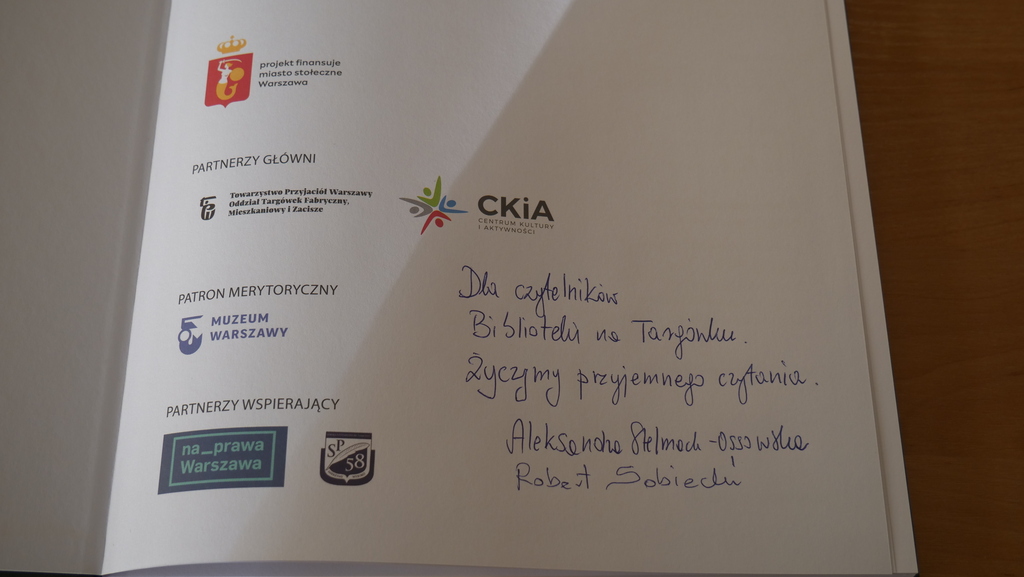 projekt finansuje
miasto stołeczne
Warszawa
PARTNERZY GŁÓWNI
Towarzystwo Przyjaciół Warszawy
Oddział Targówek Fabryczny,
Mieszkaniowy i Zacisze
CKiA
CENTRUM KULTURY
I AKTYWNOŚCI
PATRON MERYTORYCZNY
MUZEUM
WARSZAWY
PARTNERZY WSPIERAJĄCY
na_prawa
Warszawa
SP
58
Dla czytelników
Biblioteki na Targówku.
Życzymy przyjemnego czytania.
Aleksandra Stelmach-Ossowska
Robert Sobiecki